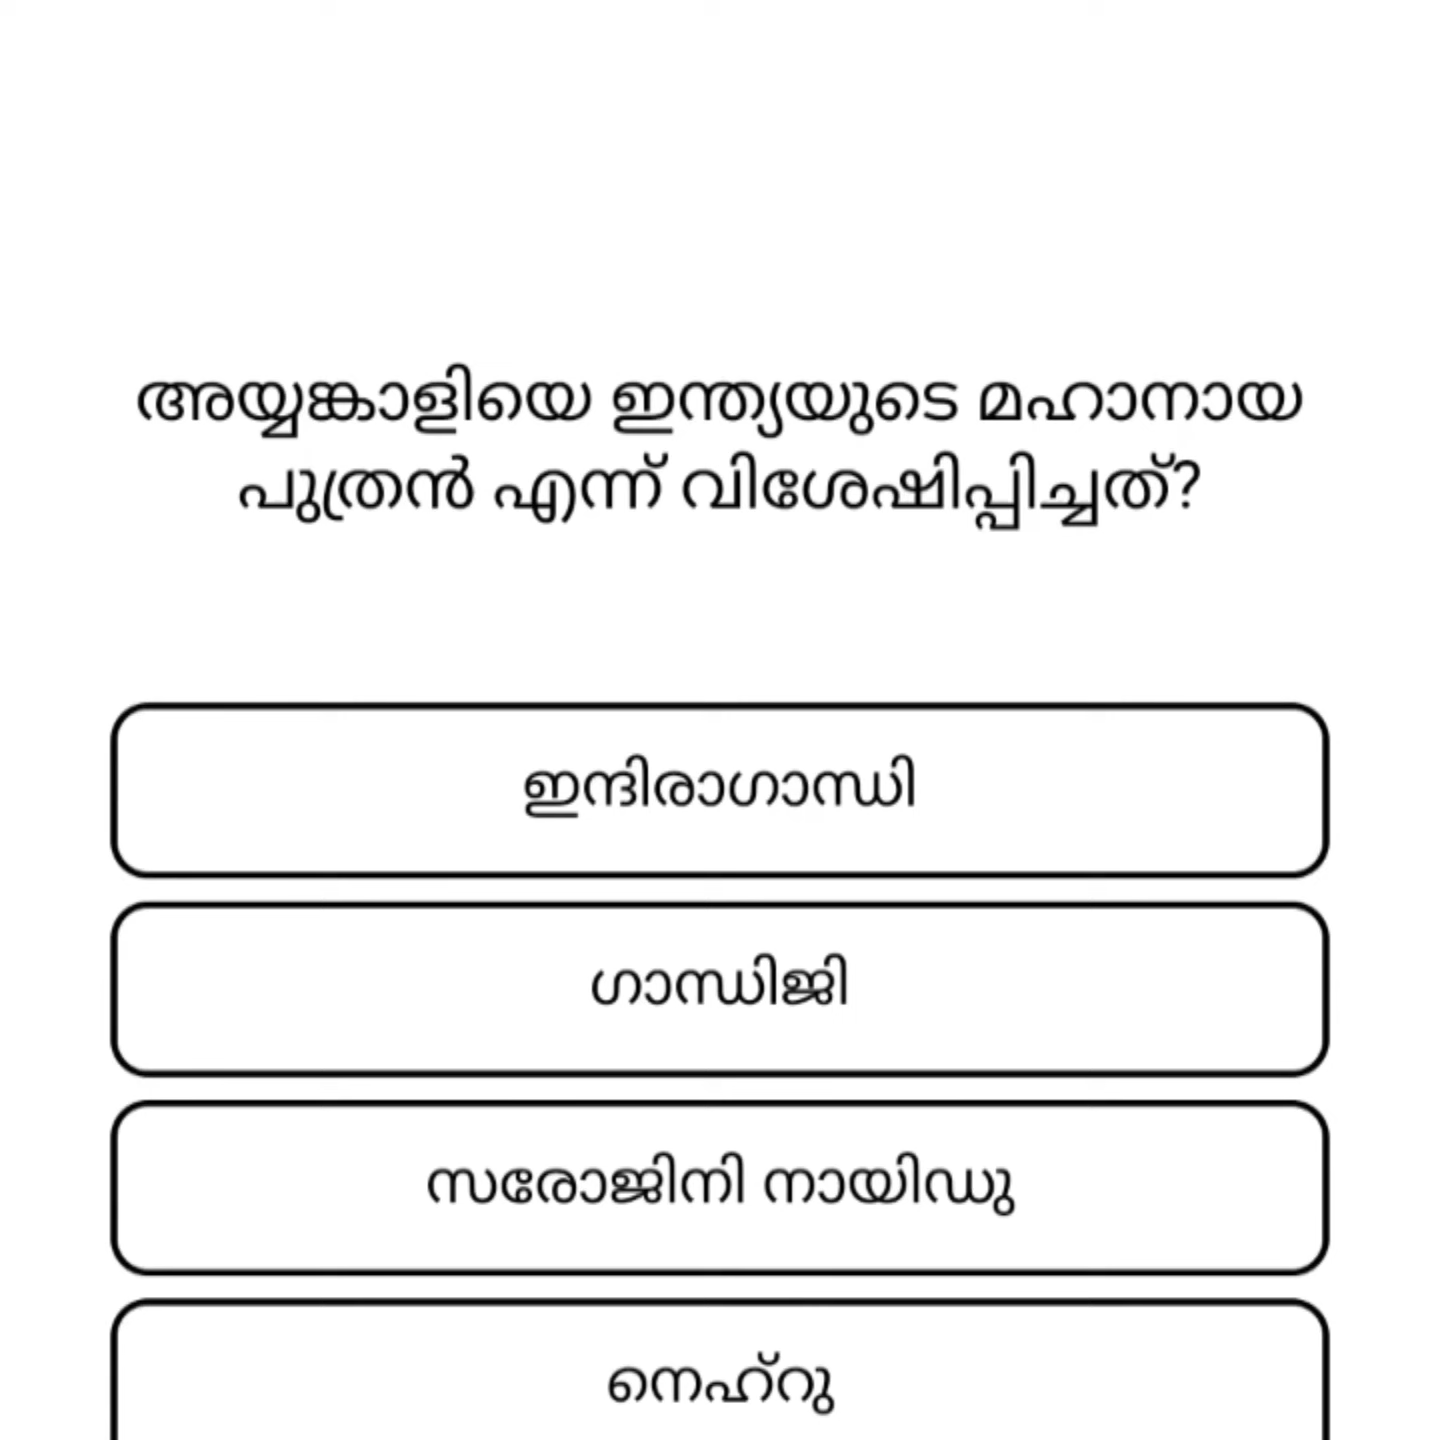 അയ്യങ്കാളിയെ ഇന്ത്യയുടെ മഹാനായ
പുത്രൻ എന്ന് വിശേഷിപ്പിച്ചത്?
ഇന്ദിരാഗാന്ധി
ഗാന്ധിജി
സരോജിനി നായിഡു
നെഹ്റു